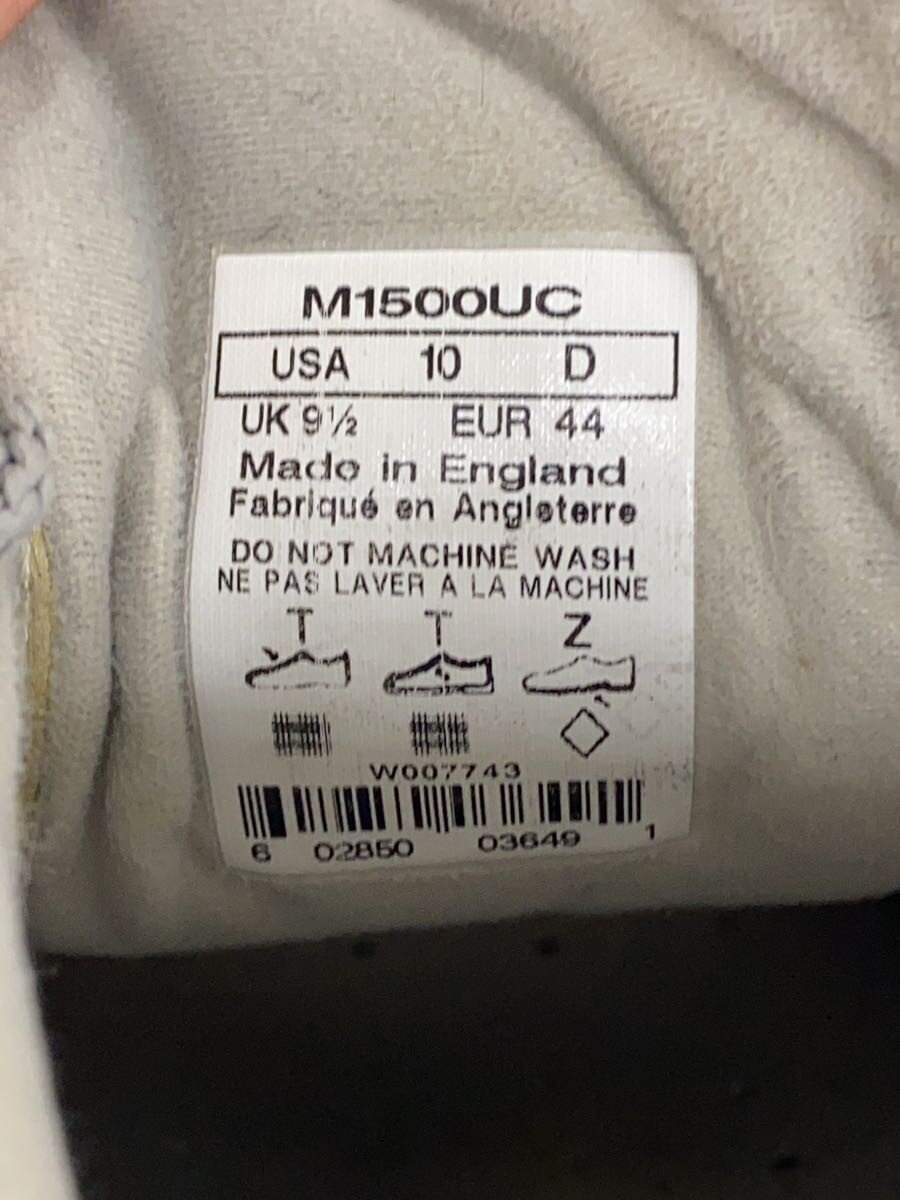 M1500UC
USA 10 D
UK 9½ EUR 44
Made in England
Fabriqué en Angleterre
DO NOT MACHINE WASH
NE PAS LAVER A LA MACHINE
T T Z
W007743
6 02850 03649 1